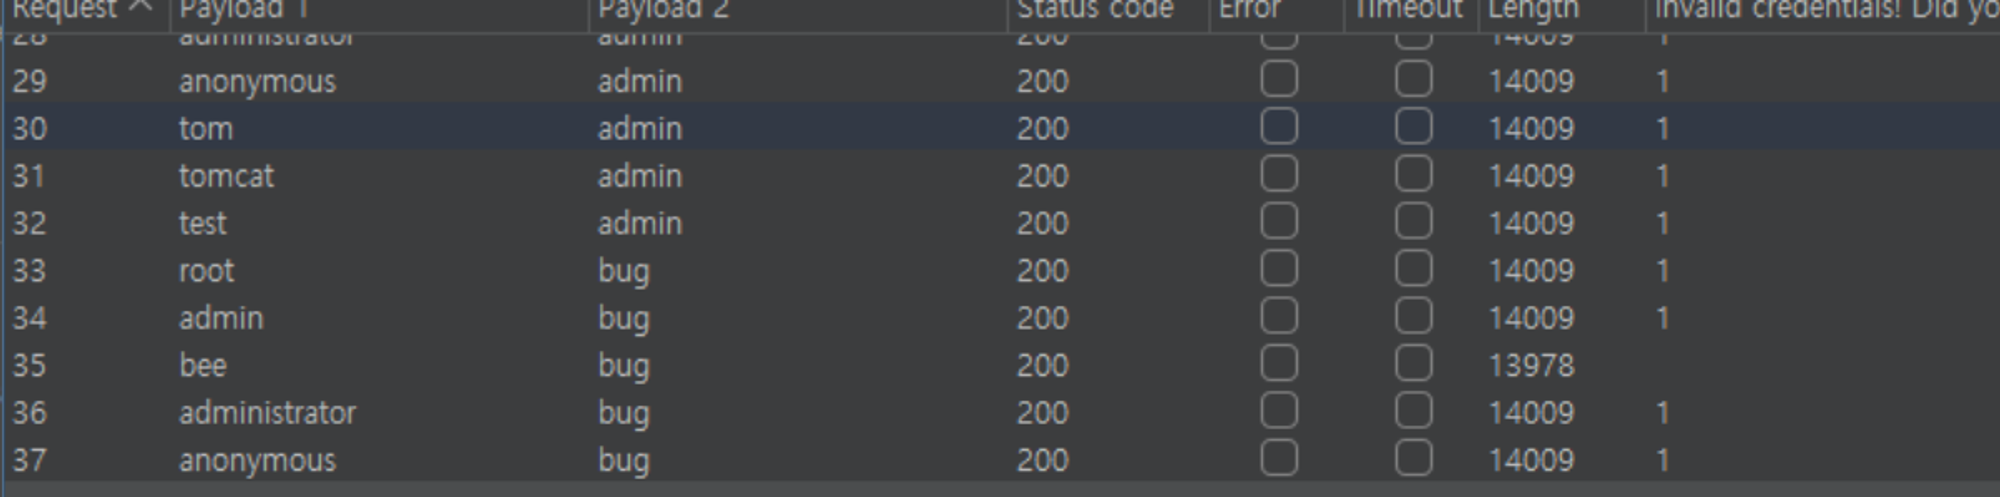 Request Payload 1 Payload 2 Status code Error Timeout Length Invalid credentials! Did yo
28 administrator admin 200 14009 1
29 anonymous admin 200 14009 1
30 tom admin 200 14009 1
31 tomcat admin 200 14009 1
32 test admin 200 14009 1
33 root bug 200 14009 1
34 admin bug 200 14009 1
35 bee bug 200 13978
36 administrator bug 200 14009 1
37 anonymous bug 200 14009 1